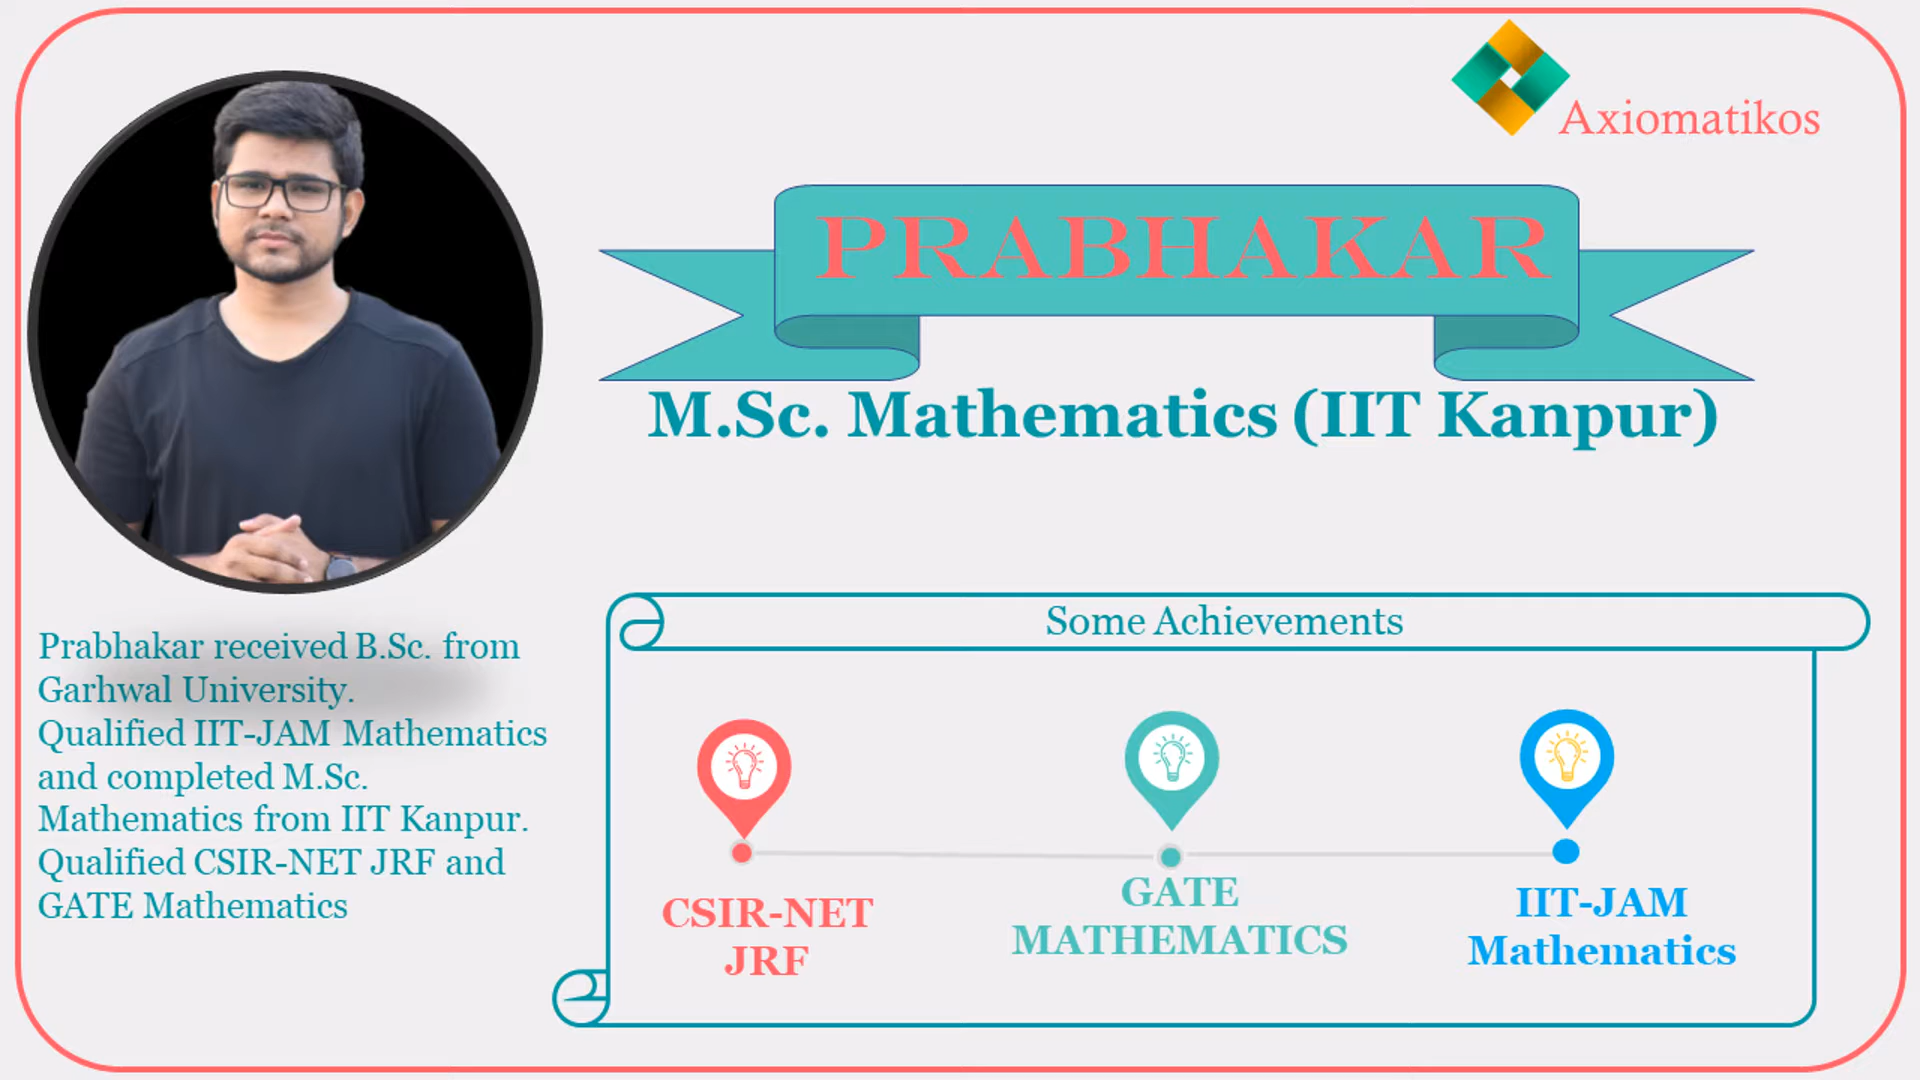 Axiomatikos
PRABHAKAR
M.Sc. Mathematics (IIT Kanpur)
Prabhakar received B.Sc. from
Garhwal University.
Qualified IIT-JAM Mathematics
and completed M.Sc.
Mathematics from IIT Kanpur.
Qualified CSIR-NET JRF and
GATE Mathematics
Some Achievements
CSIR-NET
JRF
GATE
MATHEMATICS
IIT-JAM
Mathematics